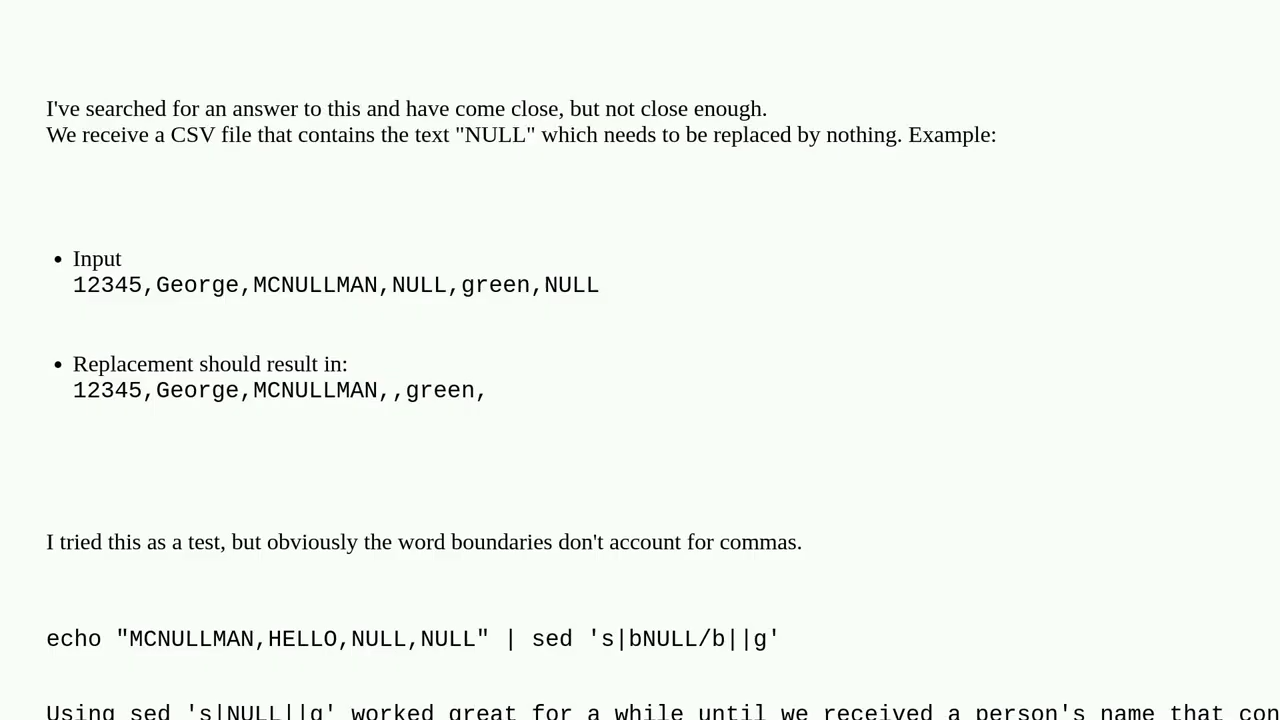 I've searched for an answer to this and have come close, but not close enough.
We receive a CSV file that contains the text "NULL" which needs to be replaced by nothing. Example:
• Input
12345,George,MCNULLMAN,NULL,green,NULL
• Replacement should result in:
12345,George,MCNULLMAN,,green,
I tried this as a test, but obviously the word boundaries don't account for commas.
echo "MCNULLMAN,HELLO,NULL,NULL" | sed 's|bNULL/b||g'
Using sed 's|NULL||g' worked great for a while until we received a person's name that con